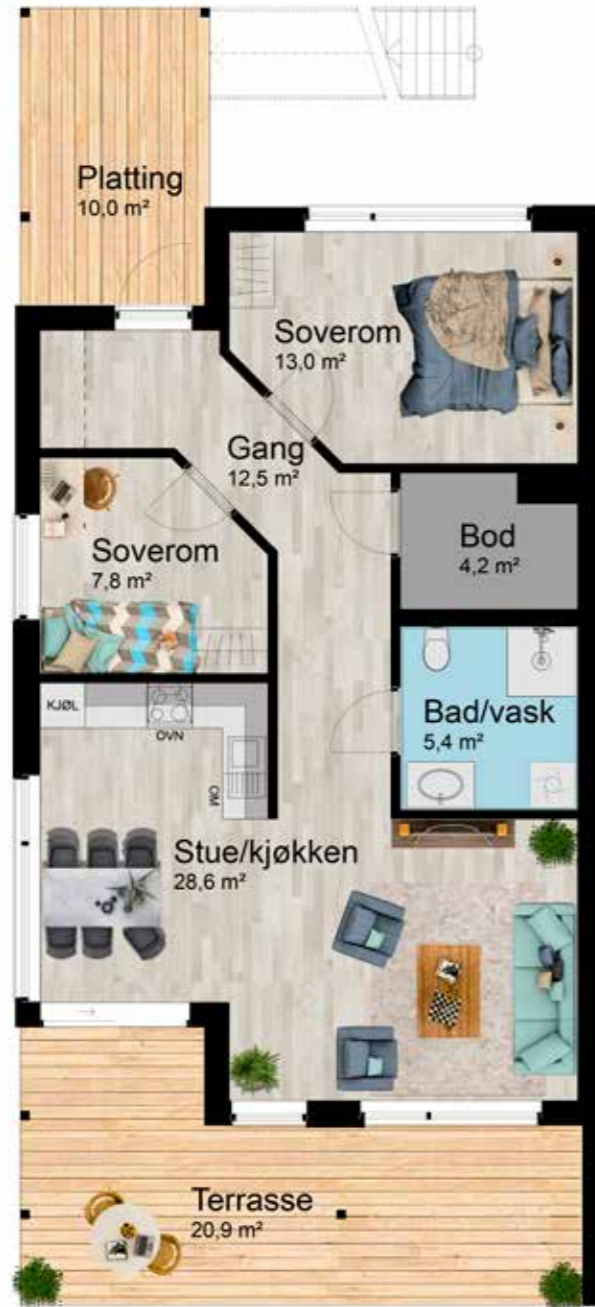 Platting
10,0 m²
Soverom
13,0 m²
Gang
12,5 m²
Bod
4,2 m²
Soverom
7,8 m²
KJØL
OVN
OM
Bad/vask
5,4 m²
Stue/kjøkken
28,6 m²
Terrasse
20,9 m²